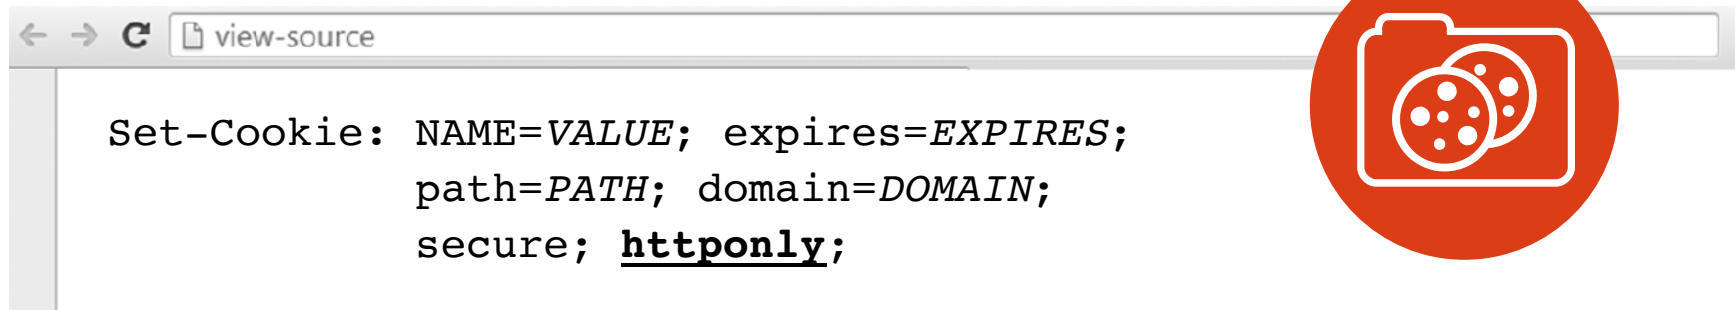 view-source
Set-Cookie: NAME=VALUE; expires=EXPIRES;
path=PATH; domain=DOMAIN;
secure; httponly;